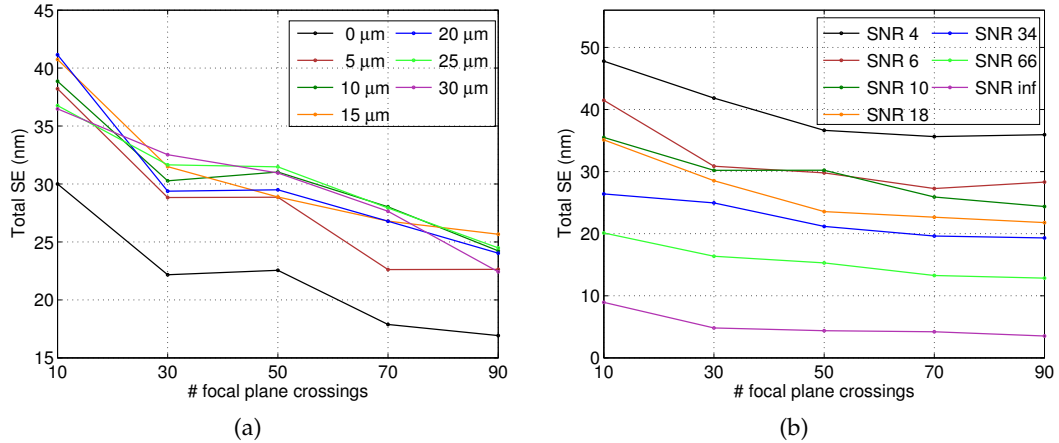 45
40
35
30
25
20
15
10 30 50 70 90
Total SE (nm)
# focal plane crossings
0 μm
5 μm
10 μm
15 μm
20 μm
25 μm
30 μm
(a)
50
40
30
20
10
0
10 30 50 70 90
Total SE (nm)
# focal plane crossings
SNR 4
SNR 6
SNR 10
SNR 18
SNR 34
SNR 66
SNR inf
(b)